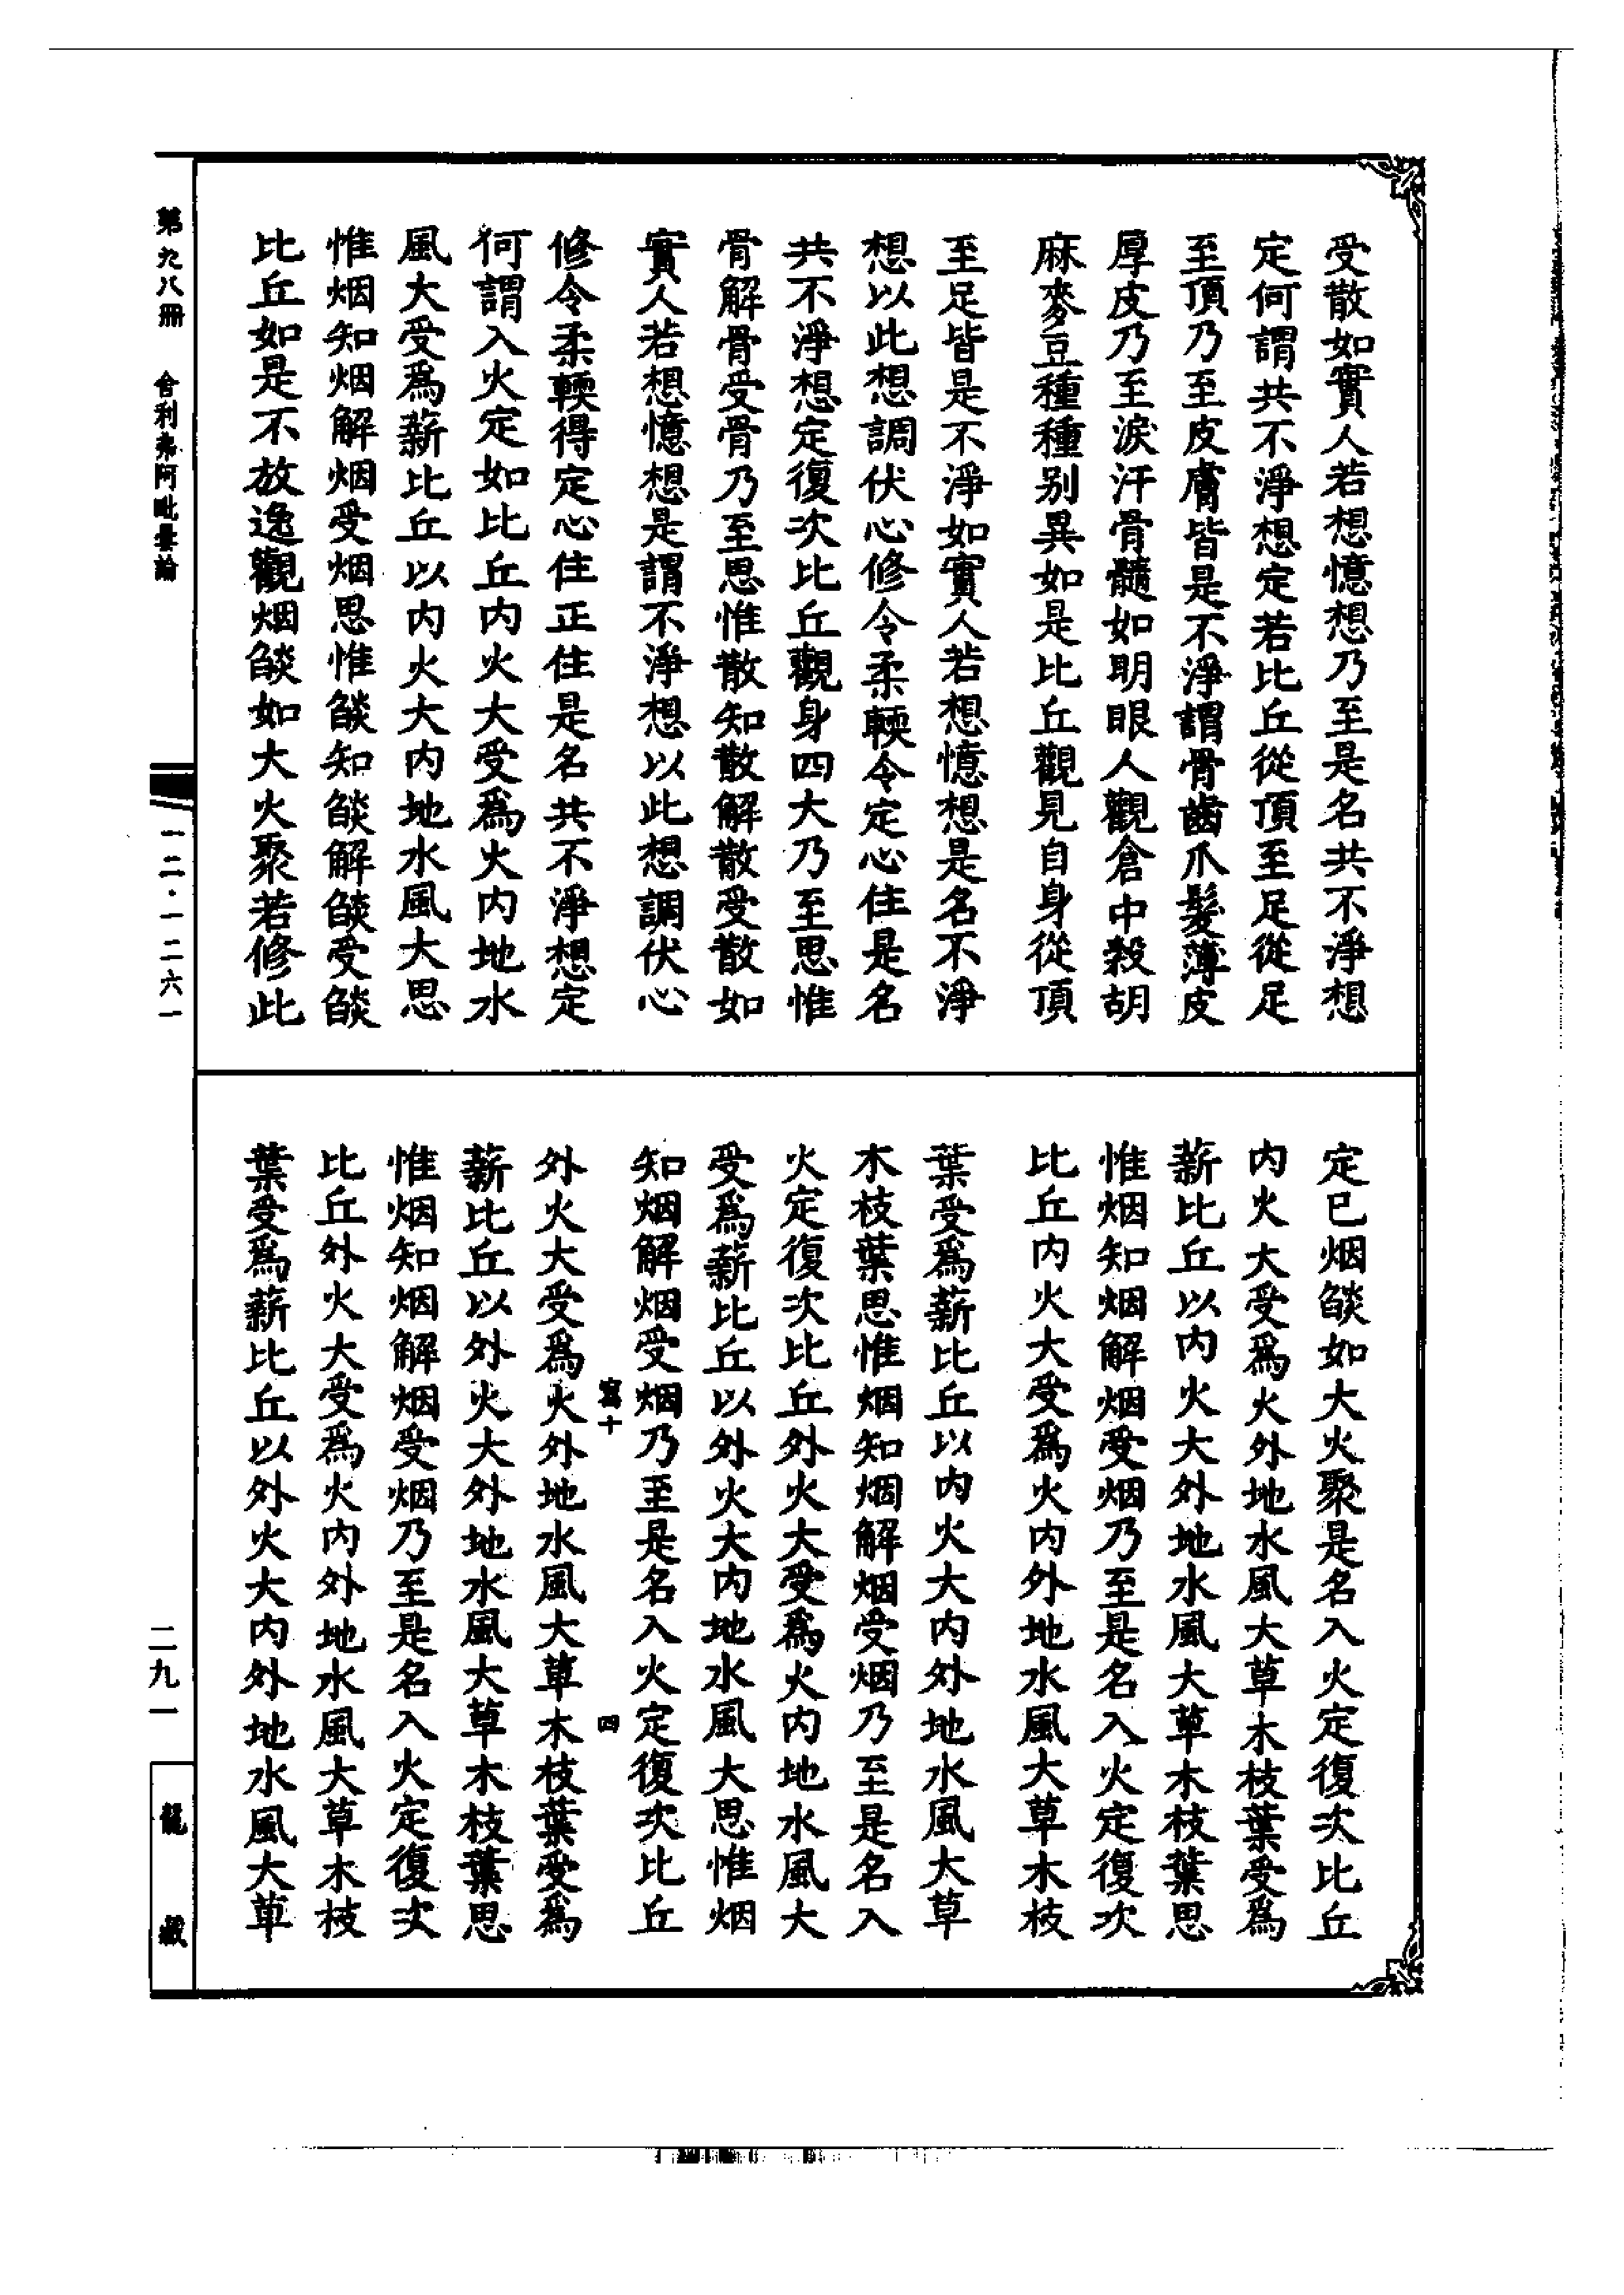 受散如實人若想憶想乃至是名共不淨想
定何謂共不淨想定若比丘從頂至足從足
至頂乃至皮膚皆是不淨謂骨齒爪髮薄皮
厚皮乃至淚汗骨髓如明眼人觀倉中穀胡
麻麥豆種種别異如是比丘觀見自身從頂
至足皆是不淨如實人若想憶想是名不淨
想以此想調伏心修令柔輭令定心住是名
共不淨想定復次比丘觀身四大乃至思惟
骨解骨受骨乃至思惟散知散解散受散如
實人若想憶想是謂不淨想以此想調伏心
修令柔輭得定心住正住是名共不淨想定
何謂入火定如比丘内火大受爲火内地水
風大受爲薪比丘以内火大内地水風大思
惟烟知烟解烟受烟思惟燄知燄解燄受燄
比丘如是不放逸觀烟燄如大火聚若修此
定已烟燄如大火聚是名入火定復次比丘
内火大受爲火外地水風大草木枝葉受爲
薪比丘以内火大外地水風大草木枝葉思
惟烟知烟解烟受烟乃至是名入火定復次
比丘内火大受爲火内外地水風大草木枝
葉受爲薪比丘以内火大内外地水風大草
木枝葉思惟烟知烟解烟受烟乃至是名入
火定復次比丘外火大受爲火内地水風大
受爲薪比丘以外火大内地水風大思惟烟
知烟解烟受烟乃至是名入火定復次比丘
寫十 四
外火大受爲火外地水風大草木枝葉受爲
薪比丘以外火大外地水風大草木枝葉思
惟烟知烟解烟受烟乃至是名入火定復次
比丘外火大受爲火内外地水風大草木枝
葉受爲薪比丘以外火大内外地水風大草
第九八冊 舍利弗阿毗曇論
一二·一二六一
二九一
龍藏